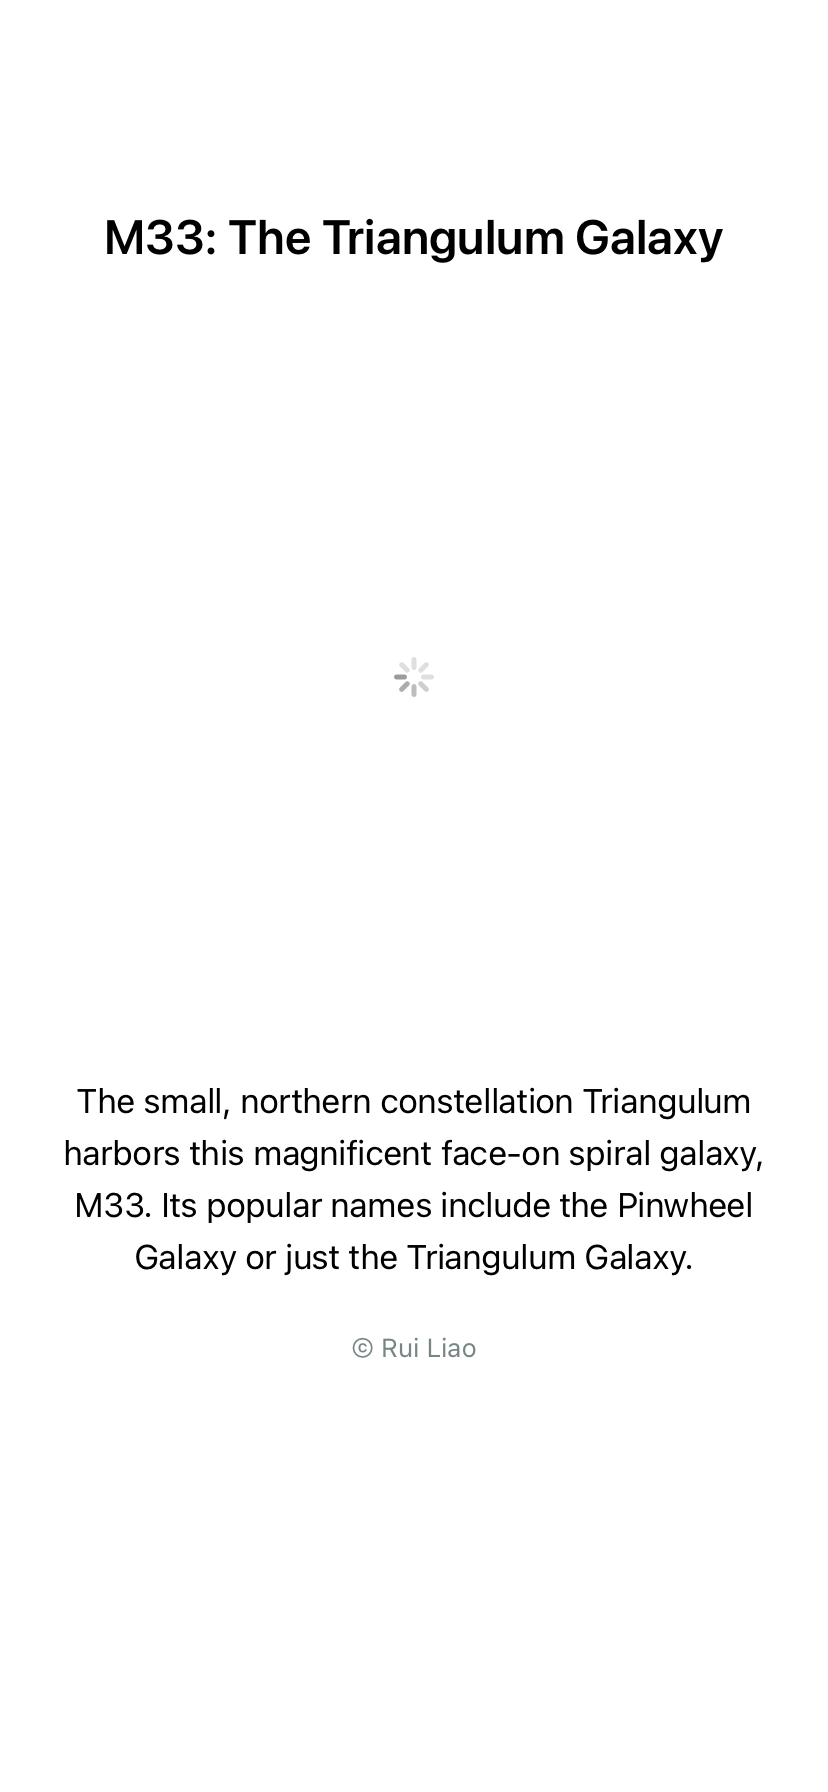 M33: The Triangulum Galaxy
The small, northern constellation Triangulum
harbors this magnificent face-on spiral galaxy,
M33. Its popular names include the Pinwheel
Galaxy or just the Triangulum Galaxy.
© Rui Liao